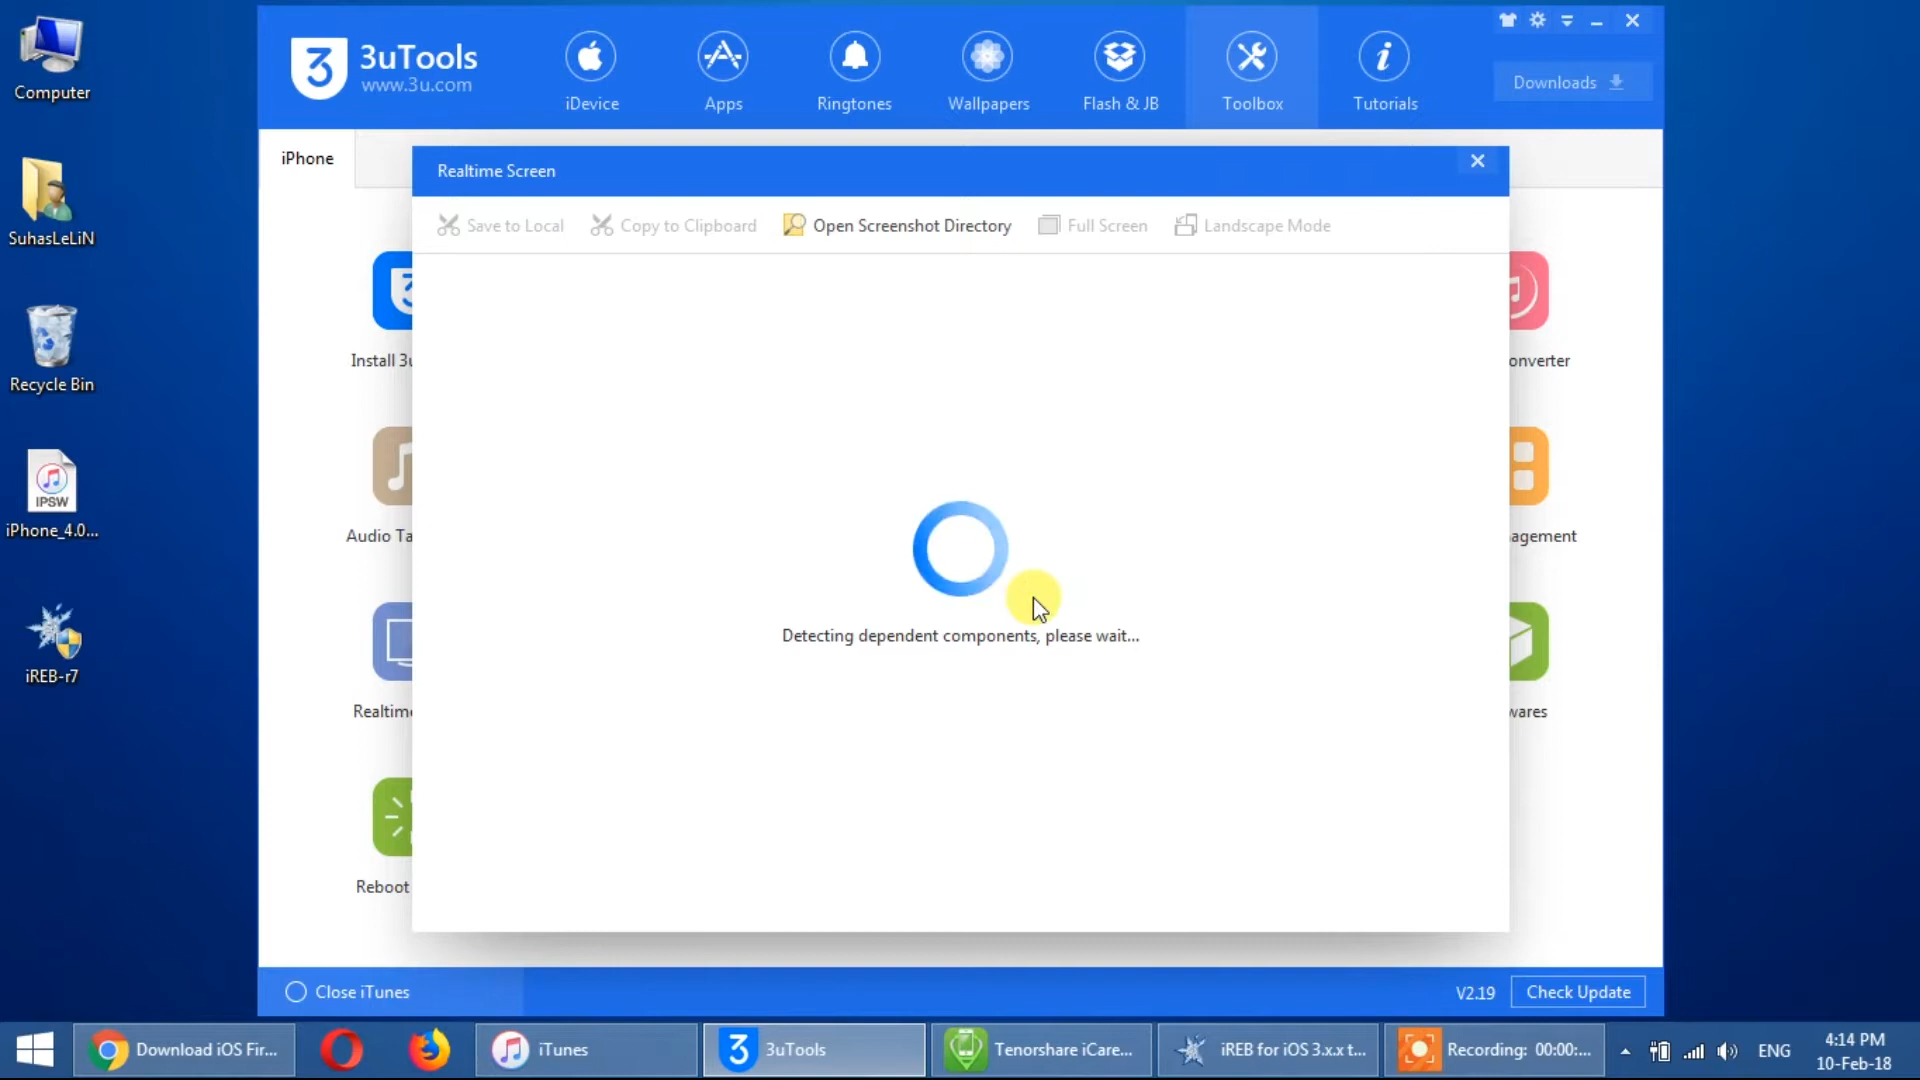 Computer
SuhasLeLiN
Recycle Bin
IPSW
iPhone_4.0...
iREB-r7
3 3uTools
www.3u.com
iDevice
Apps
Ringtones
Wallpapers
Flash & JB
Toolbox
Tutorials
Downloads
iPhone
Realtime Screen
Save to Local
Copy to Clipboard
Open Screenshot Directory
Full Screen
Landscape Mode
Install 3u
onverter
Audio Ta
agement
Realtime
wares
Reboot
Detecting dependent components, please wait...
Close iTunes
V2.19
Check Update
Download iOS Fir...
iTunes
3 3uTools
Tenorshare iCare...
iREB for iOS 3.x.x t...
Recording: 00:00:...
ENG
4:14 PM
10-Feb-18